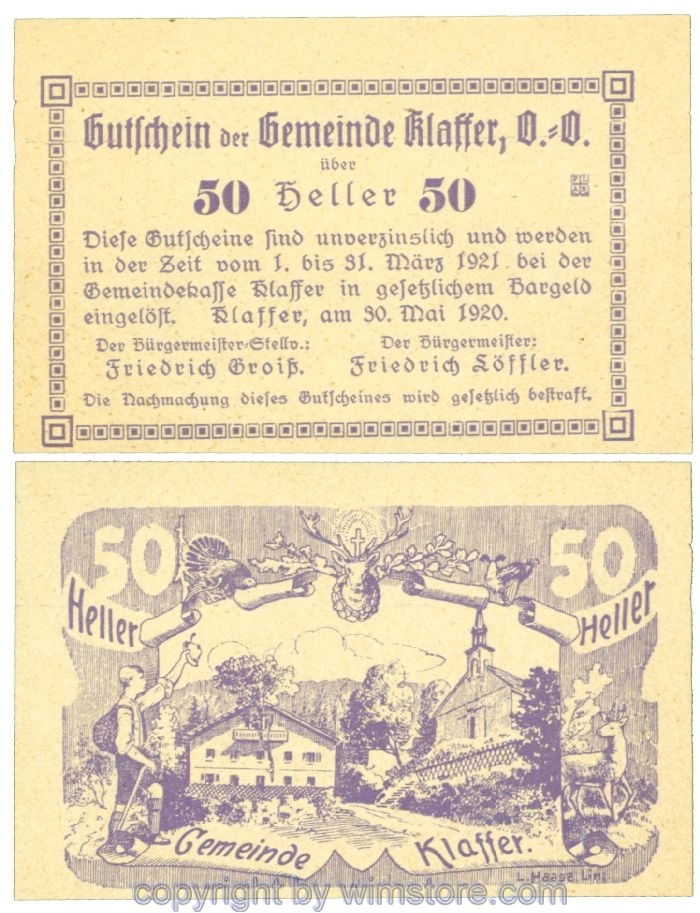 Gutschein der Gemeinde Klaffer, O.=O.
über
50 Heller 50
Diese Gutscheine sind unverzinslich und werden
in der Zeit vom 1. bis 31. März 1921 bei der
Gemeindekasse Klaffer in gesetzlichem Bargeld
eingelöst. Klaffer, am 30. Mai 1920.
Der Bürgermeister-Stellv.: Der Bürgermeister:
Friedrich Groiß. Friedrich Löffler.
Die Nachmachung dieses Gutscheines wird gesetzlich bestraft.
50 50
Heller Heller
Gemeinde Klaffer.
L. Haase Linz
copyright by wimstore.com